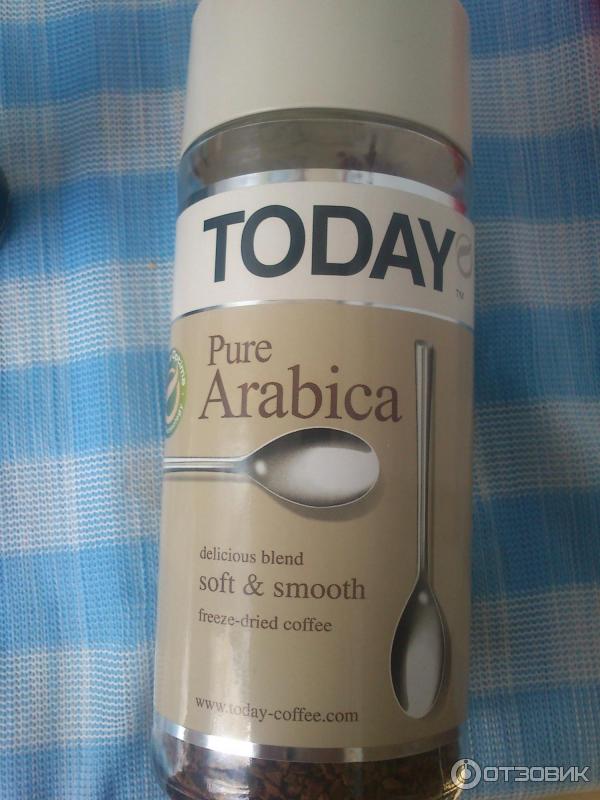 TODAY
TM
Pure
Arabica
delicious blend
soft & smooth
freeze-dried coffee
www.today-coffee.com
ОТЗОВИК